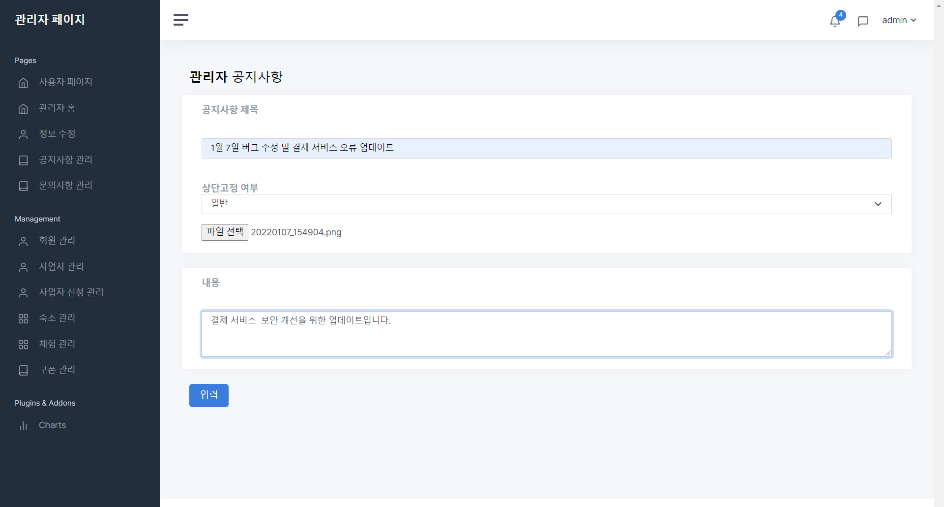 관리자 페이지
Pages
사용자 페이지
관리자 홈
정보 수정
공지사항 관리
문의사항 관리
Management
회원 관리
사업자 관리
사업자 신청 관리
숙소 관리
체험 관리
쿠폰 관리
Plugins & Addons
Charts
4
admin
관리자 공지사항
공지사항 제목
1월 7일 버그 수정 및 결제 서비스 오류 업데이트
상단고정 여부
일반
파일 선택 20220107_154904.png
내용
결제 서비스 보안 개선을 위한 업데이트입니다.
입력